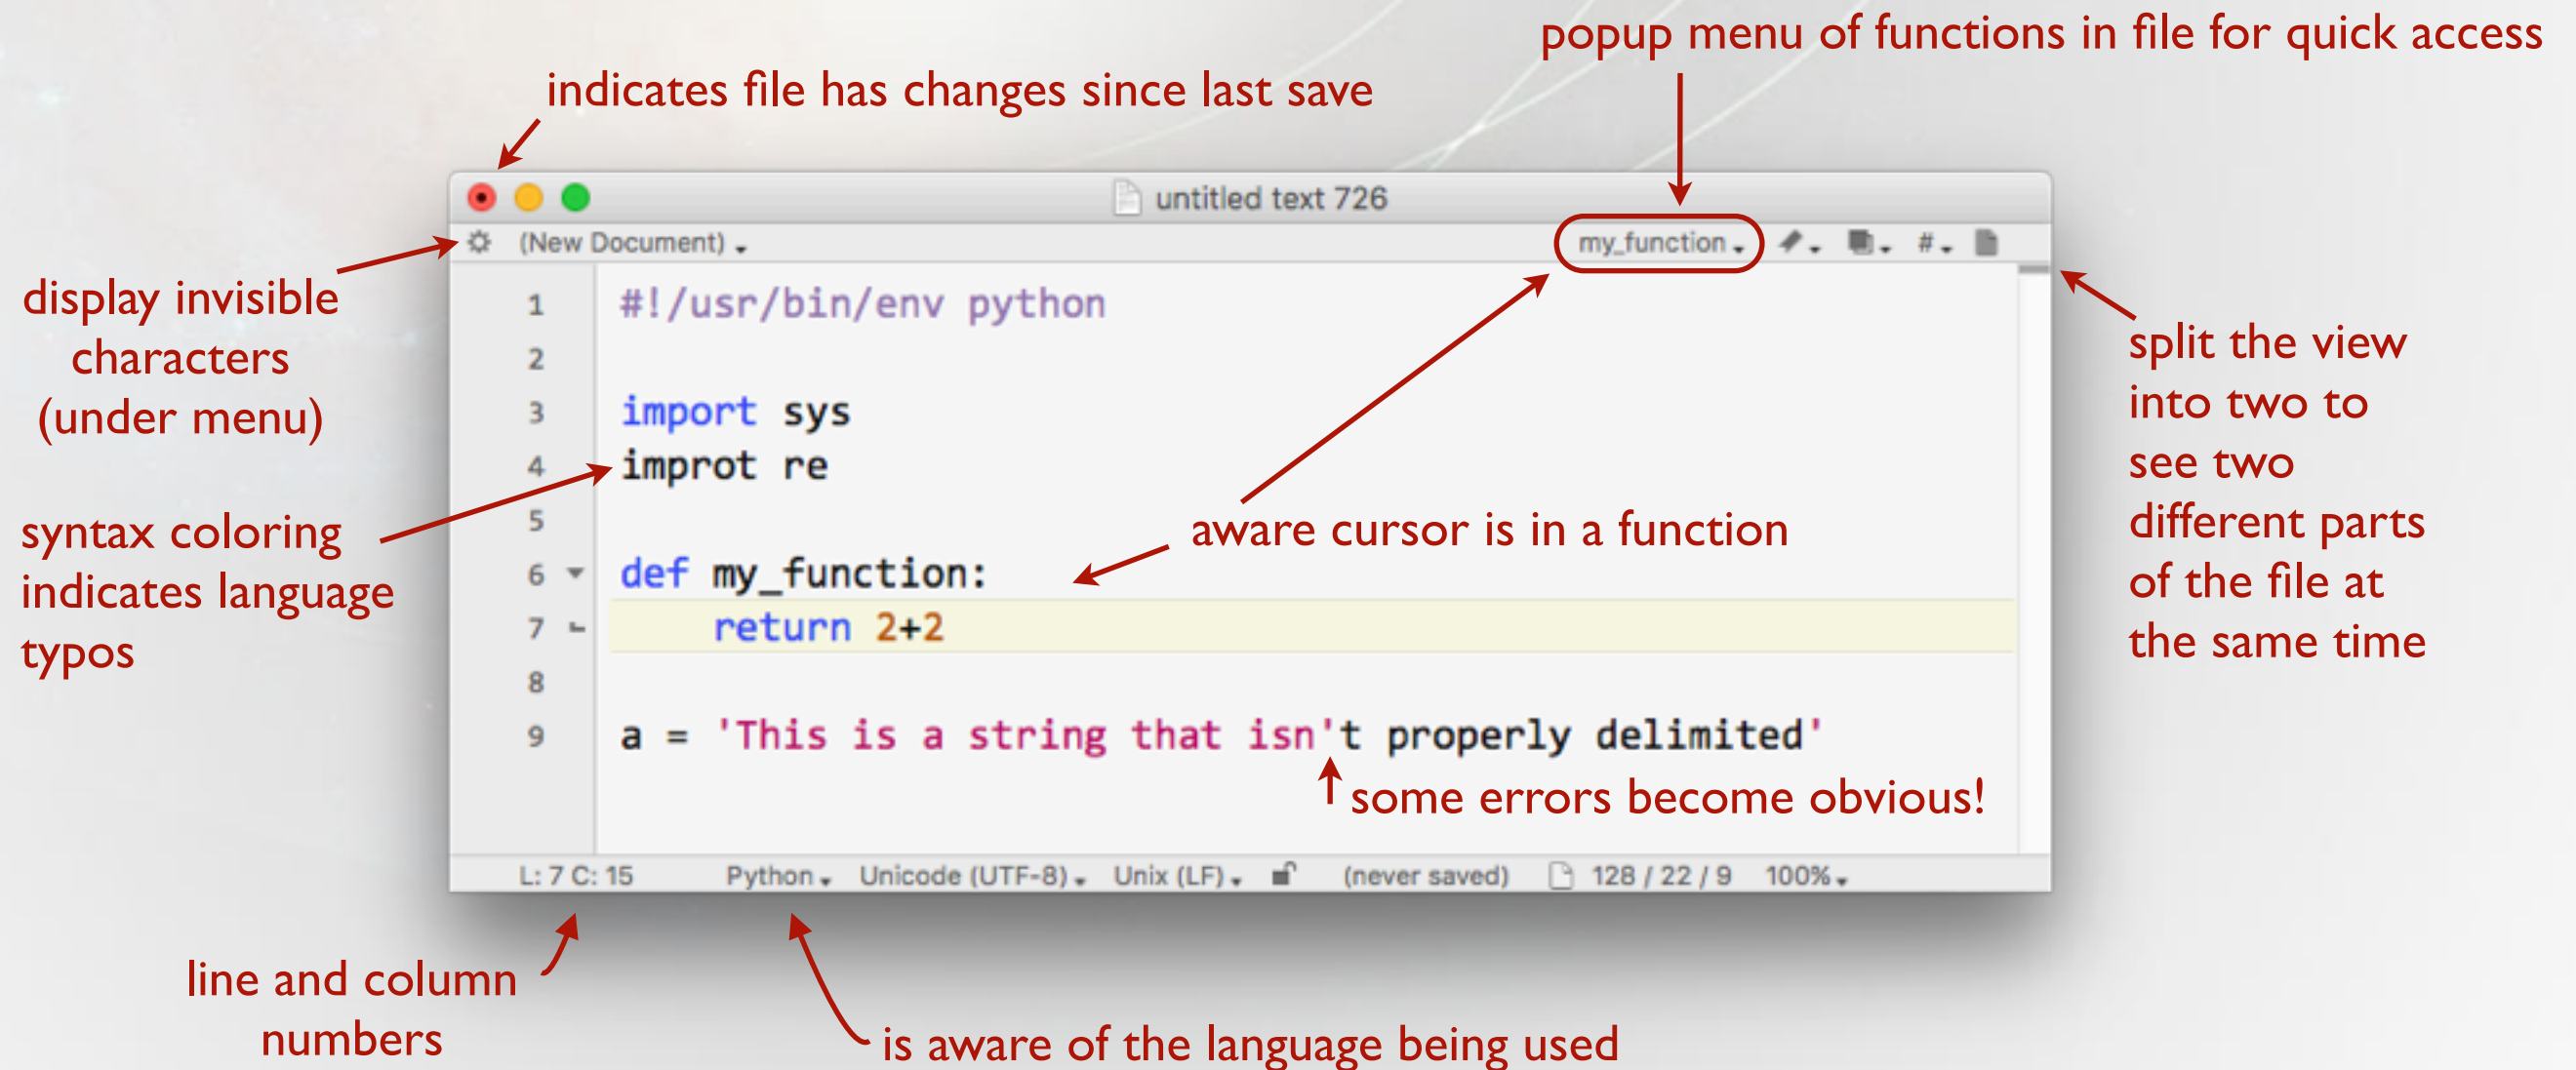 popup menu of functions in file for quick access
indicates file has changes since last save
untitled text 726
(New Document)
my_function
#
display invisible
characters
(under menu)
syntax coloring
indicates language
typos
1 #!/usr/bin/env python
2
3 import sys
4 improt re
5
6 def my_function:
7 return 2+2
8
9 a = 'This is a string that isn't properly delimited'
aware cursor is in a function
some errors become obvious!
split the view
into two to
see two
different parts
of the file at
the same time
L: 7 C: 15 Python Unicode (UTF-8) Unix (LF) (never saved) 128 / 22 / 9 100%
line and column
numbers
is aware of the language being used